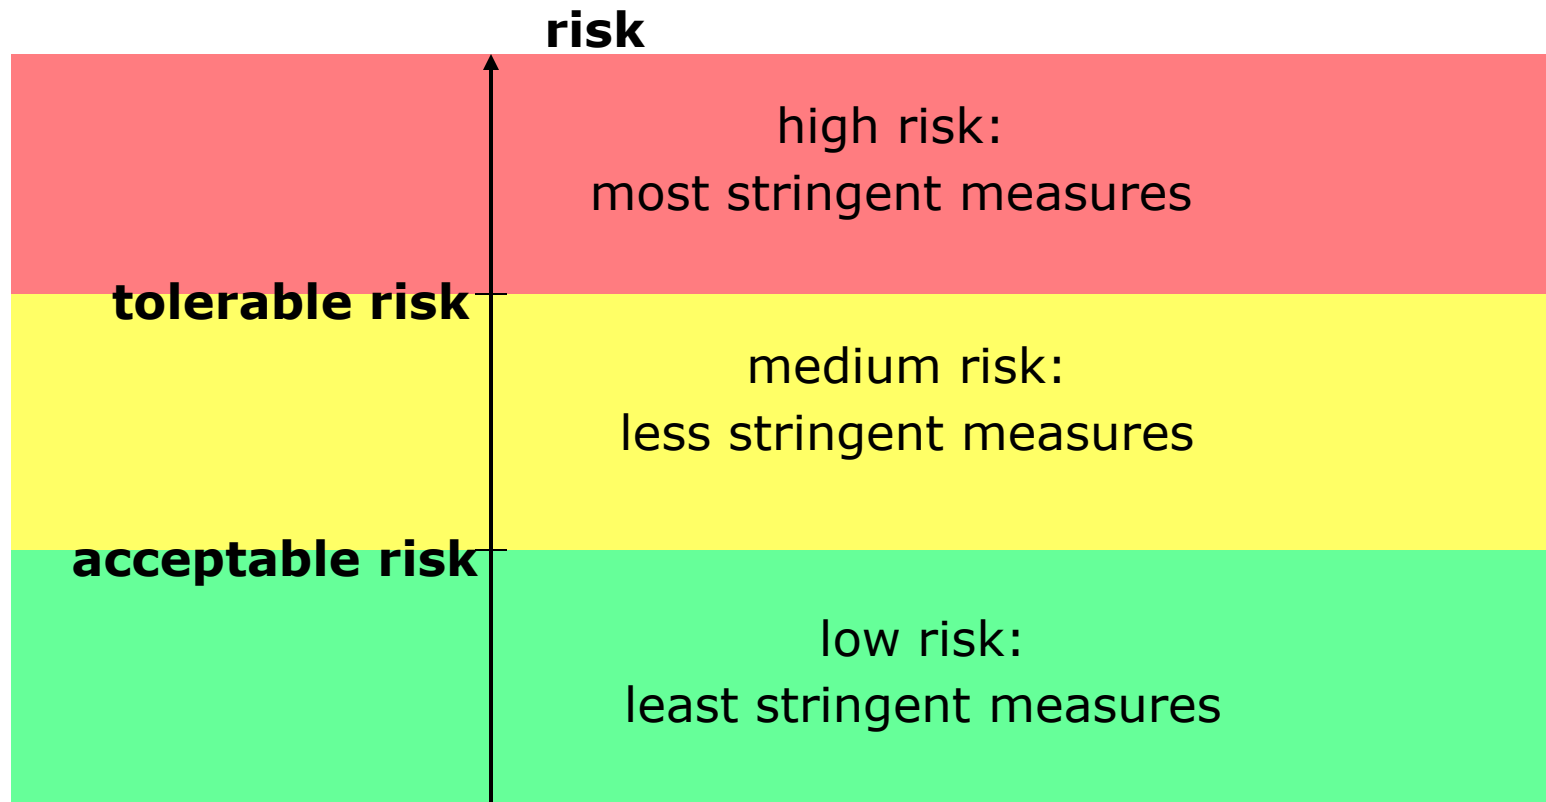 risk
high risk:
most stringent measures
tolerable risk
medium risk:
less stringent measures
acceptable risk
low risk:
least stringent measures